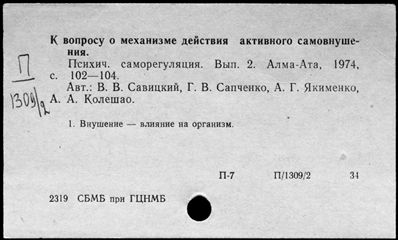 К вопросу о механизме действия активного самовнуше-
ния.
Психич. саморегуляция. Вып. 2. Алма-Ата, 1974,
с. 102—104.
Авт.: В. В. Савицкий, Г. В. Сапченко, А. Г. Якименко,
А. А. Колешао.
П
1309/2
1. Внушение — влияние на организм.
П-7 П/1309/2 34
2319 СБМБ при ГЦНМБ